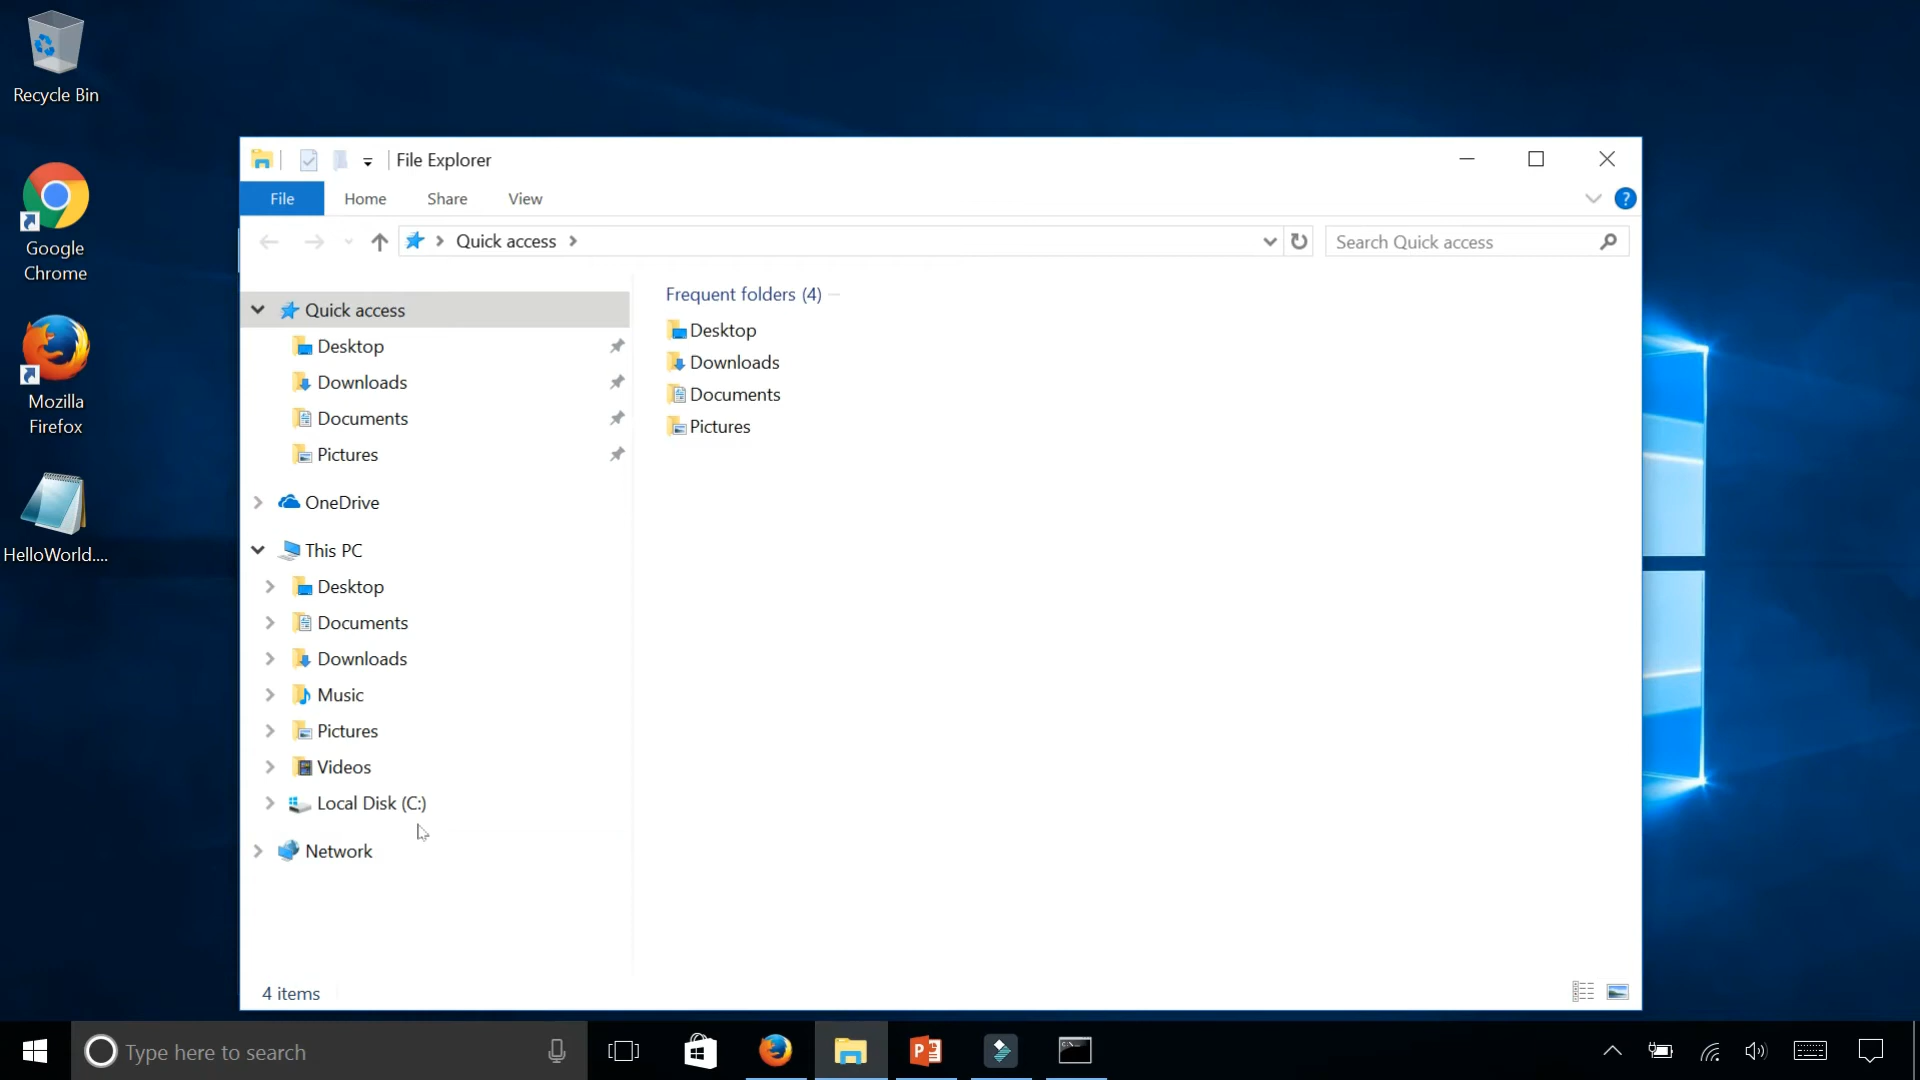 Recycle Bin
Google
Chrome
Mozilla
Firefox
HelloWorld....
File Explorer
File Home Share View
?
Quick access
Search Quick access
Quick access
Desktop
Downloads
Documents
Pictures
OneDrive
This PC
Desktop
Documents
Downloads
Music
Pictures
Videos
Local Disk (C:)
Network
Frequent folders (4)
Desktop
Downloads
Documents
Pictures
4 items
Type here to search